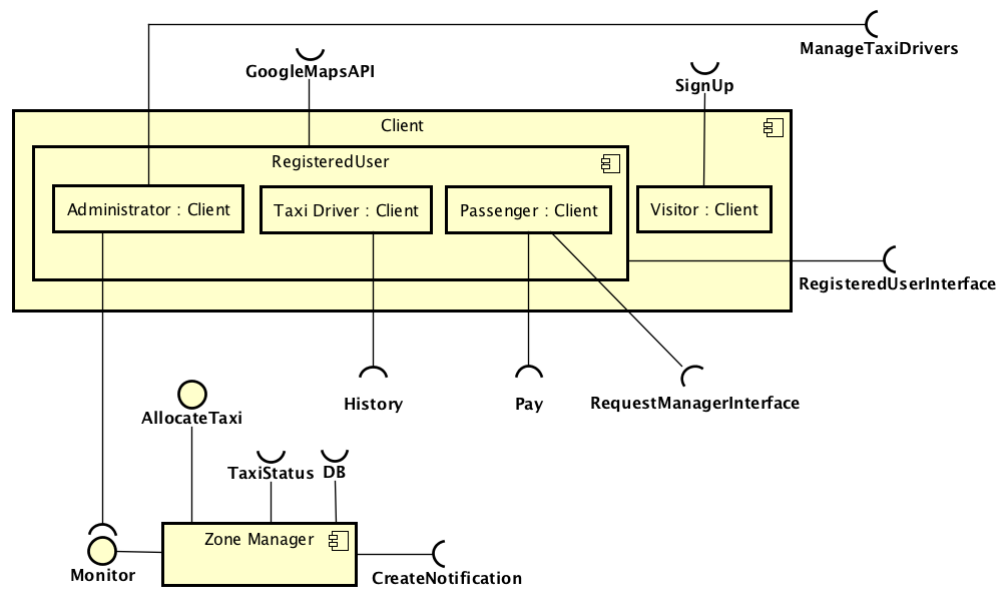 ManageTaxiDrivers
GoogleMapsAPI
SignUp
Client
RegisteredUser
Administrator : Client
Taxi Driver : Client
Passenger : Client
Visitor : Client
RegisteredUserInterface
History
Pay
RequestManagerInterface
AllocateTaxi
TaxiStatus
DB
Zone Manager
Monitor
CreateNotification